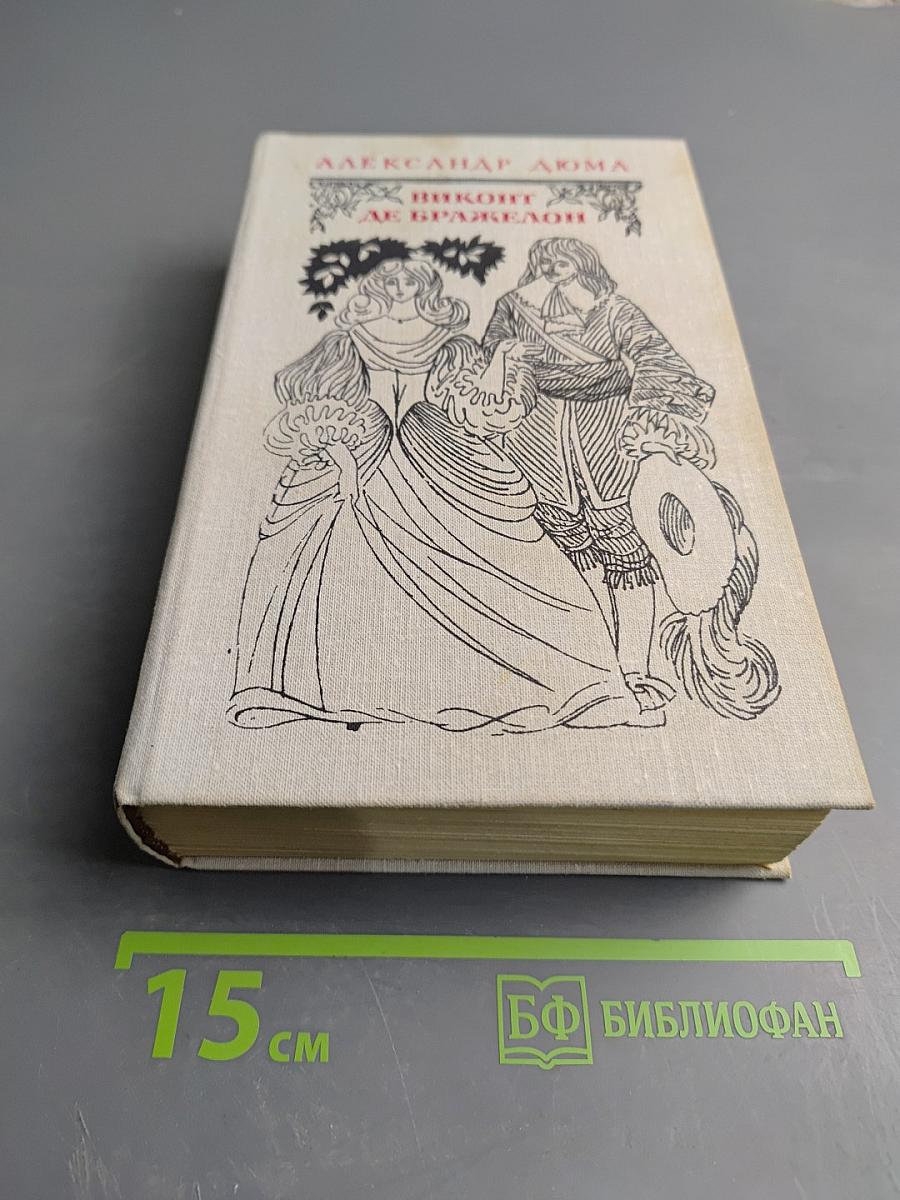 АЛЕКСАНДР ДЮМА
ВИКОНТ
ДЕ БРАЖЕЛОН
15 см
БФ БИБЛИОФАН